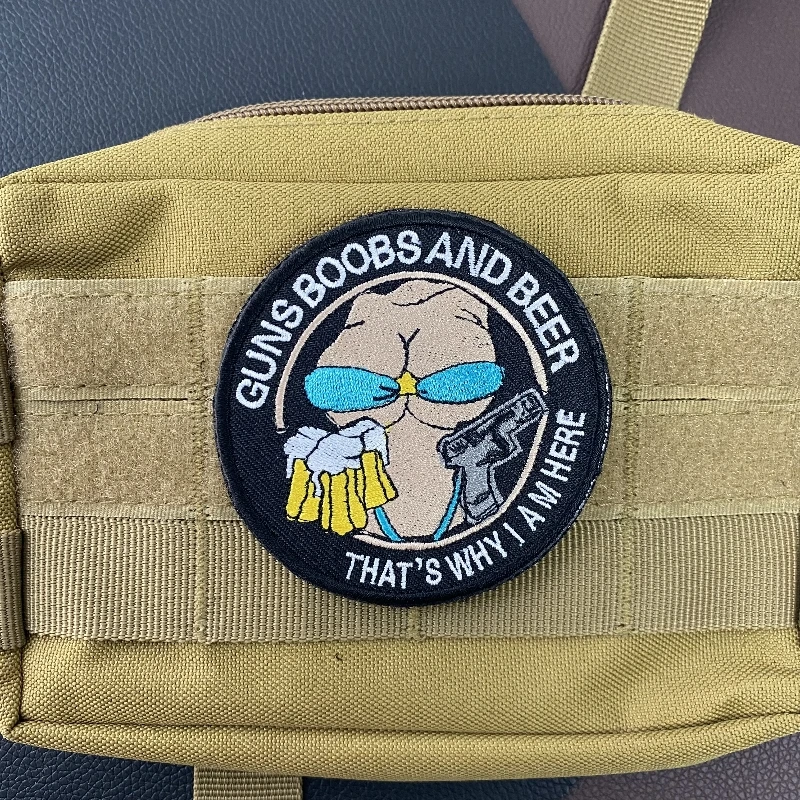 GUNS BOOBS AND BEER
THAT'S WHY I AM HERE